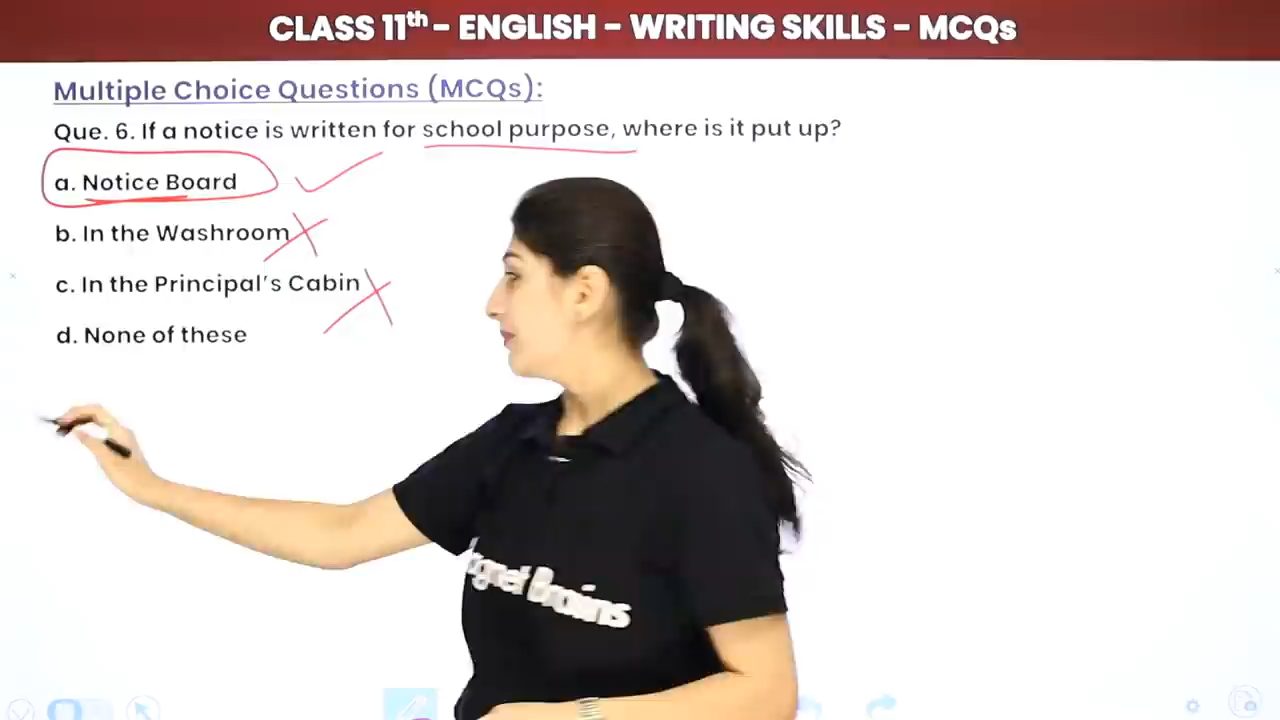 CLASS 11th – ENGLISH – WRITING SKILLS – MCQs
Multiple Choice Questions (MCQs):
Que. 6. If a notice is written for school purpose, where is it put up?
a. Notice Board
b. In the Washroom
c. In the Principal's Cabin
d. None of these
Brains